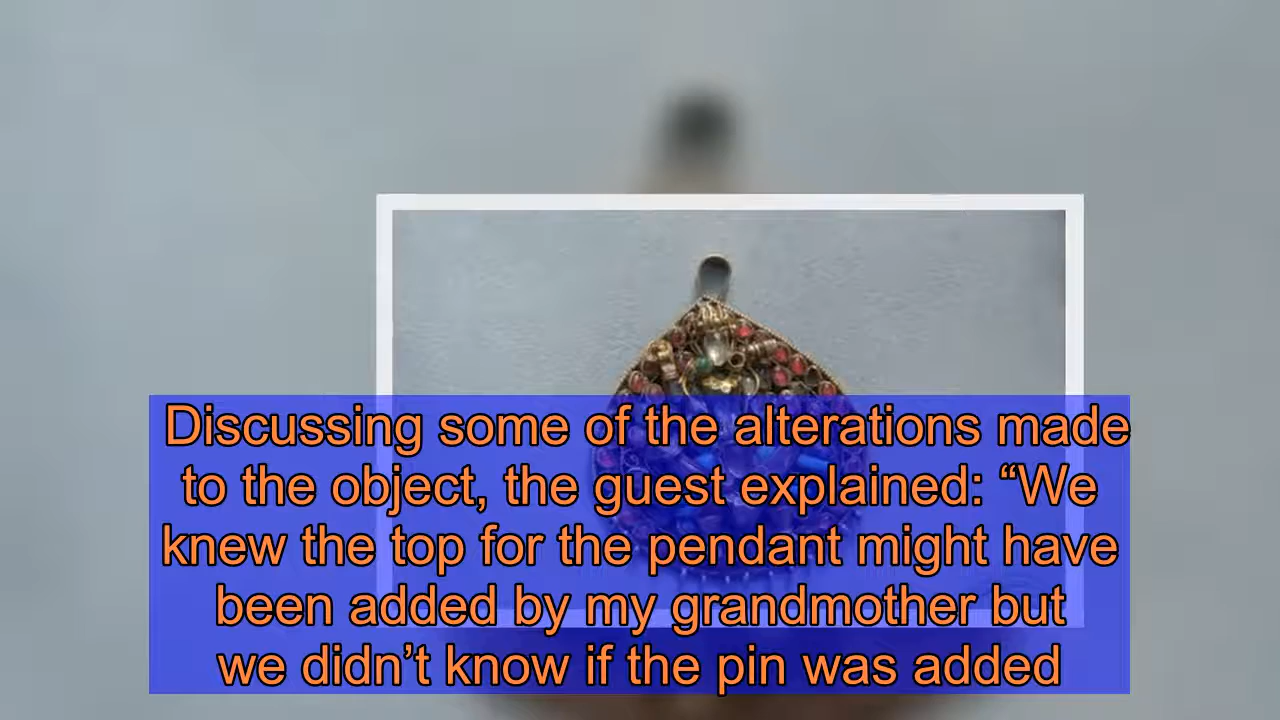 Discussing some of the alterations made
to the object, the guest explained: “We
knew the top for the pendant might have
been added by my grandmother but
we didn’t know if the pin was added